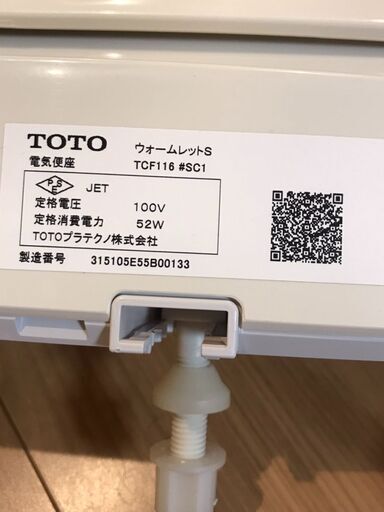 TOTO ウォームレットS
電気便座 TCF116 #SC1
PSE JET
定格電圧 100V
定格消費電力 52W
TOTOプラテクノ株式会社
製造番号 315105E55B00133